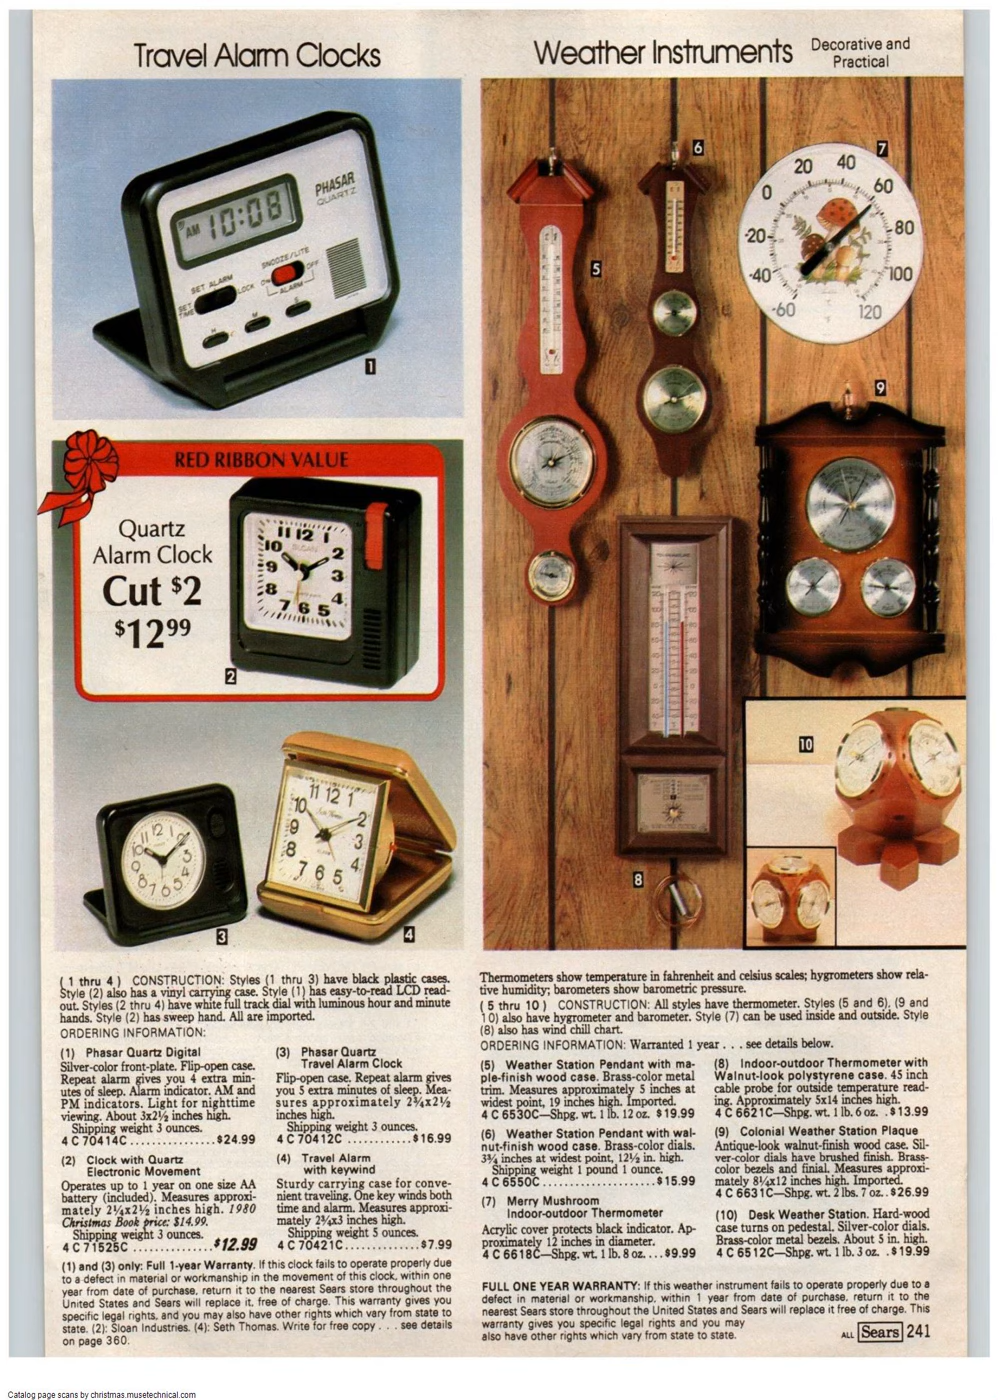 Travel Alarm Clocks
Weather Instruments
Decorative and
Practical
PHASAR
QUARTZ
AM 10:08
SNOOZE/LITE
ON OFF
ALARM
SET ALARM
LOCK
SET
TIME
H
M
S
1
RED RIBBON VALUE
Quartz
Alarm Clock
Cut $2
$12⁹⁹
2
3
4
5
6
7
-60 -40 -20 0 20 40 60 80 100 120
8
9
10
( 1 thru 4 ) CONSTRUCTION: Styles (1 thru 3) have black plastic cases.
Style (2) also has a vinyl carrying case. Style (1) has easy-to-read LCD read-
out. Styles (2 thru 4) have white full track dial with luminous hour and minute
hands. Style (2) has sweep hand. All are imported.
ORDERING INFORMATION:
(1) Phasar Quartz Digital
Silver-color front-plate. Flip-open case.
Repeat alarm gives you 4 extra min-
utes of sleep. Alarm indicator. AM and
PM indicators. Light for nighttime
viewing. About 3x2½ inches high.
Shipping weight 3 ounces.
4 C 70414C . . . . . . . . . . . . . . . $24.99
(2) Clock with Quartz
Electronic Movement
Operates up to 1 year on one size AA
battery (included). Measures approxi-
mately 2¼x2½ inches high. 1980
Christmas Book price: $14.99.
Shipping weight 3 ounces.
4 C 71525C . . . . . . . . . . . . . . $12.99
(3) Phasar Quartz
Travel Alarm Clock
Flip-open case. Repeat alarm gives
you 5 extra minutes of sleep. Mea-
sures approximately 2¾x2½
inches high.
Shipping weight 3 ounces.
4 C 70412C . . . . . . . . . . . . $16.99
(4) Travel Alarm
with keywind
Sturdy carrying case for conve-
nient traveling. One key winds both
time and alarm. Measures approxi-
mately 2¾x3 inches high.
Shipping weight 5 ounces.
4 C 70421C . . . . . . . . . . . . . . $7.99
(1) and (3) only: Full 1-year Warranty. If this clock fails to operate properly due
to a defect in material or workmanship in the movement of this clock, within one
year from date of purchase, return it to the nearest Sears store throughout the
United States and Sears will replace it, free of charge. This warranty gives you
specific legal rights, and you may also have other rights which vary from state to
state. (2): Sloan Industries. (4): Seth Thomas. Write for free copy . . . see details
on page 360.
Thermometers show temperature in fahrenheit and celsius scales; hygrometers show rela-
tive humidity; barometers show barometric pressure.
( 5 thru 10 ) CONSTRUCTION: All styles have thermometer. Styles (5 and 6), (9 and
10) also have hygrometer and barometer. Style (7) can be used inside and outside. Style
(8) also has wind chill chart.
ORDERING INFORMATION: Warranted 1 year . . . see details below.
(5) Weather Station Pendant with ma-
ple-finish wood case. Brass-color metal
trim. Measures approximately 5 inches at
widest point, 19 inches high. Imported.
4 C 6530C—Shpg. wt. 1 lb. 12 oz. $19.99
(6) Weather Station Pendant with wal-
nut-finish wood case. Brass-color dials.
3¾ inches at widest point, 12½ in. high.
Shipping weight 1 pound 1 ounce.
4 C 6550C . . . . . . . . . . . . . . . . . . . $15.99
(7) Merry Mushroom
Indoor-outdoor Thermometer
Acrylic cover protects black indicator. Ap-
proximately 12 inches in diameter.
4 C 6618C—Shpg. wt. 1 lb. 8 oz. . . . $9.99
(8) Indoor-outdoor Thermometer with
Walnut-look polystyrene case. 45 inch
cable probe for outside temperature read-
ing. Approximately 5x14 inches high.
4 C 6621C—Shpg. wt. 1 lb. 6 oz. . $13.99
(9) Colonial Weather Station Plaque
Antique-look walnut-finish wood case. Sil-
ver-color dials have brushed finish. Brass-
color bezels and finial. Measures approxi-
mately 8¼x12 inches high. Imported.
4 C 6631C—Shpg. wt. 2 lbs. 7 oz. . $26.99
(10) Desk Weather Station. Hard-wood
case turns on pedestal. Silver-color dials.
Brass-color metal bezels. About 5 in. high.
4 C 6512C—Shpg. wt. 1 lb. 3 oz. . $19.99
FULL ONE YEAR WARRANTY: If this weather instrument fails to operate properly due to a
defect in material or workmanship, within 1 year from date of purchase, return it to the
nearest Sears store throughout the United States and Sears will replace it free of charge. This
warranty gives you specific legal rights, and you may
also have other rights which vary from state to state.
ALL Sears 241
Catalog page scans by christmas.musetechnical.com